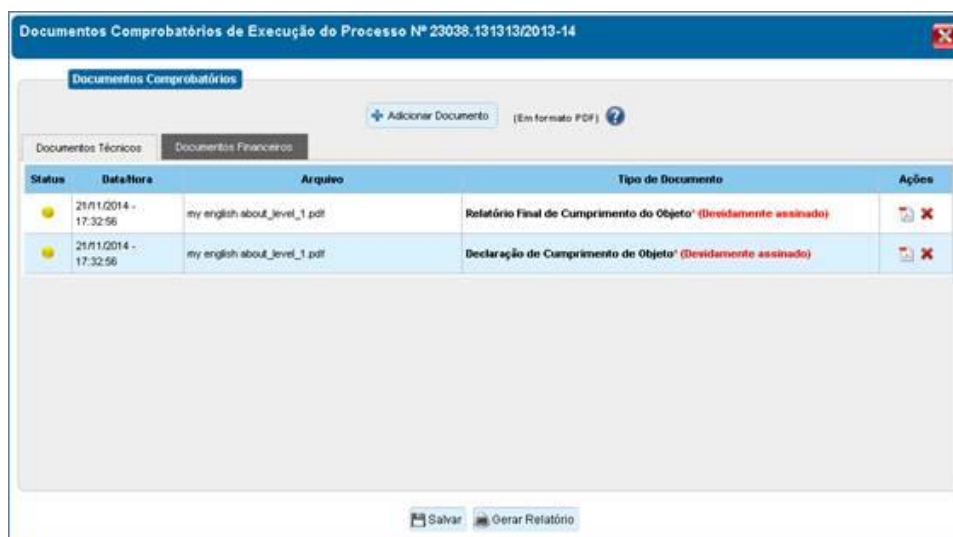 Documentos Comprobatórios de Execução do Processo Nº 23038.131313/2013-14
Documentos Comprobatórios
Adicionar Documento (Em formato PDF)
Documentos Técnicos Documentos Financeiros
Status Data/Hora Arquivo Tipo de Documento Ações
21/11/2014 -
17:32:56 my english about_level_1.pdf Relatório Final de Cumprimento do Objeto* (Devidamente assinado)
21/11/2014 -
17:32:56 my english about_level_1.pdf Declaração de Cumprimento de Objeto* (Devidamente assinado)
Salvar Gerar Relatório